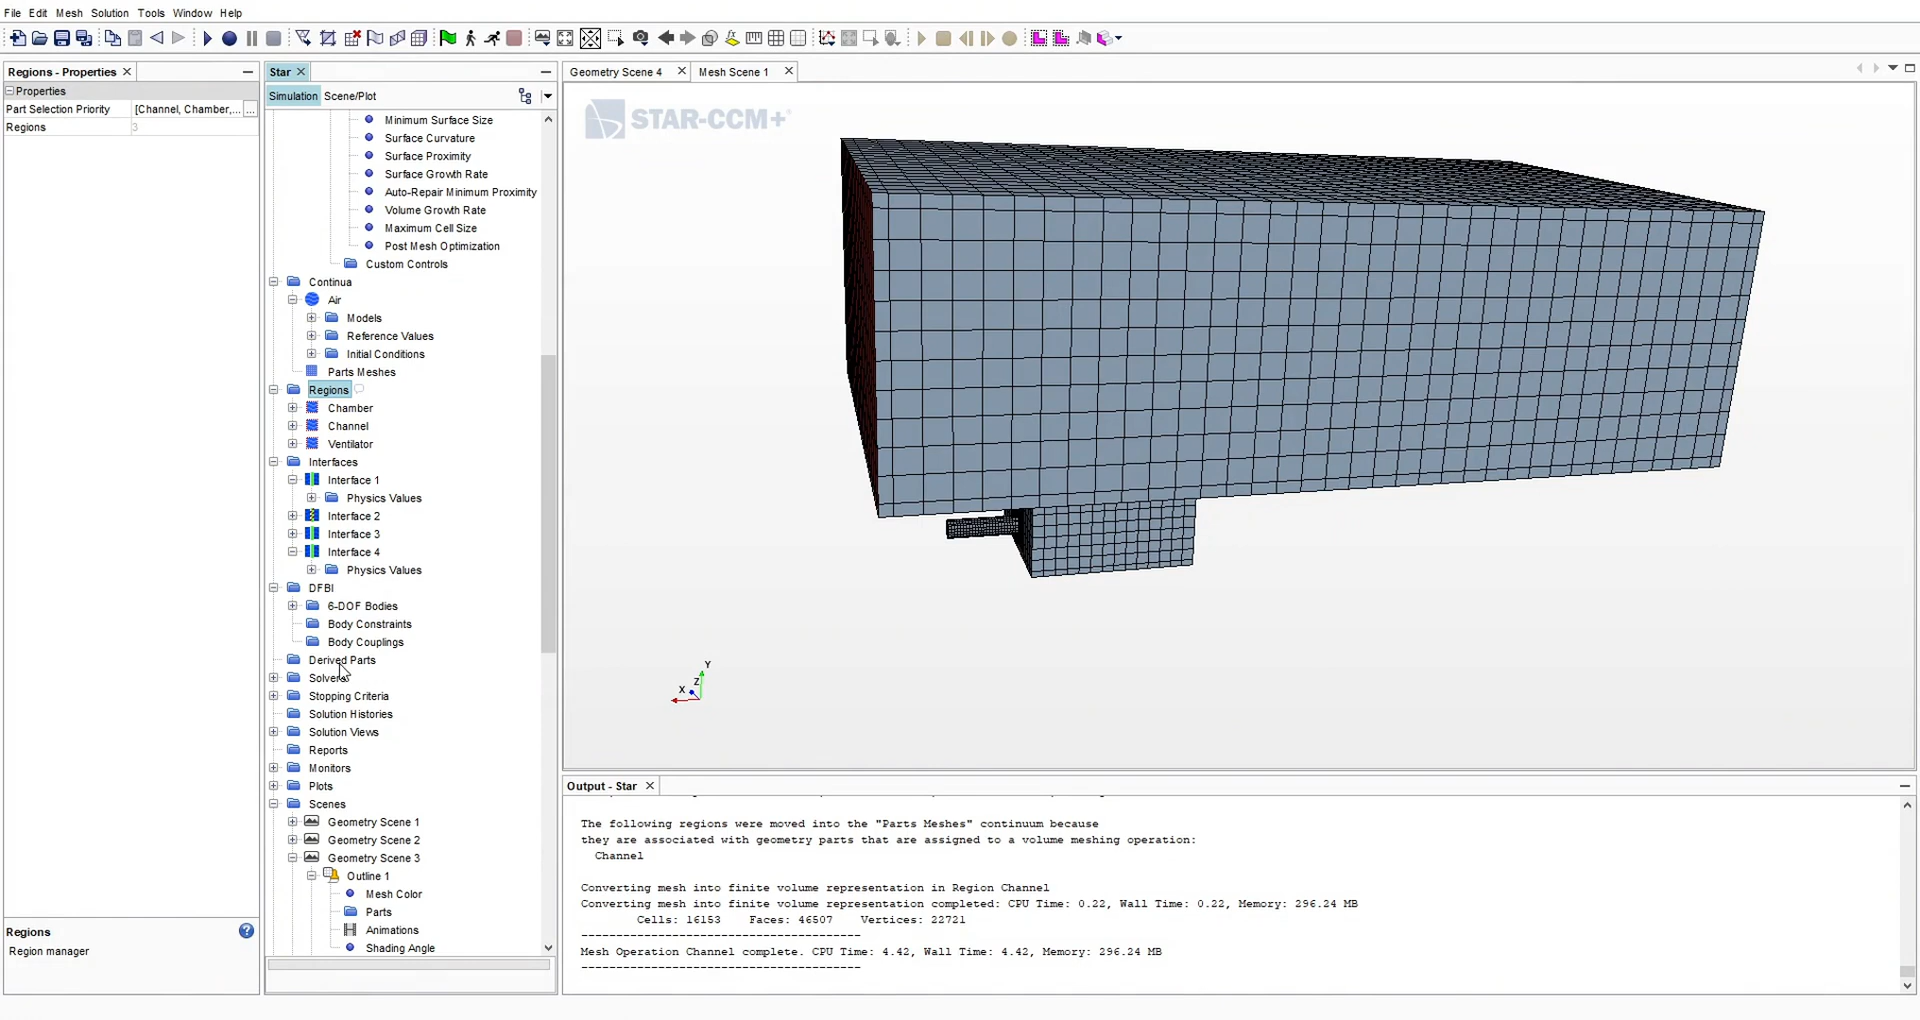 File Edit Mesh Solution Tools Window Help
Regions - Properties
Properties
Part Selection Priority [Channel, Chamber,... ...
Regions 3
Regions
Region manager
Star
Simulation Scene/Plot
Minimum Surface Size
Surface Curvature
Surface Proximity
Surface Growth Rate
Auto-Repair Minimum Proximity
Volume Growth Rate
Maximum Cell Size
Post Mesh Optimization
Custom Controls
Continua
Air
Models
Reference Values
Initial Conditions
Parts Meshes
Regions
Chamber
Channel
Ventilator
Interfaces
Interface 1
Physics Values
Interface 2
Interface 3
Interface 4
Physics Values
DFBI
6-DOF Bodies
Body Constraints
Body Couplings
Derived Parts
Solvers
Stopping Criteria
Solution Histories
Solution Views
Reports
Monitors
Plots
Scenes
Geometry Scene 1
Geometry Scene 2
Geometry Scene 3
Outline 1
Mesh Color
Parts
Animations
Shading Angle
Geometry Scene 4 Mesh Scene 1
STAR-CCM+
Y
Z
X
Output - Star
The following regions were moved into the "Parts Meshes" continuum because
they are associated with geometry parts that are assigned to a volume meshing operation:
Channel
Converting mesh into finite volume representation in Region Channel
Converting mesh into finite volume representation completed: CPU Time: 0.22, Wall Time: 0.22, Memory: 296.24 MB
Cells: 16153 Faces: 46507 Vertices: 22721
----------------------------------------
Mesh Operation Channel complete. CPU Time: 4.42, Wall Time: 4.42, Memory: 296.24 MB
----------------------------------------